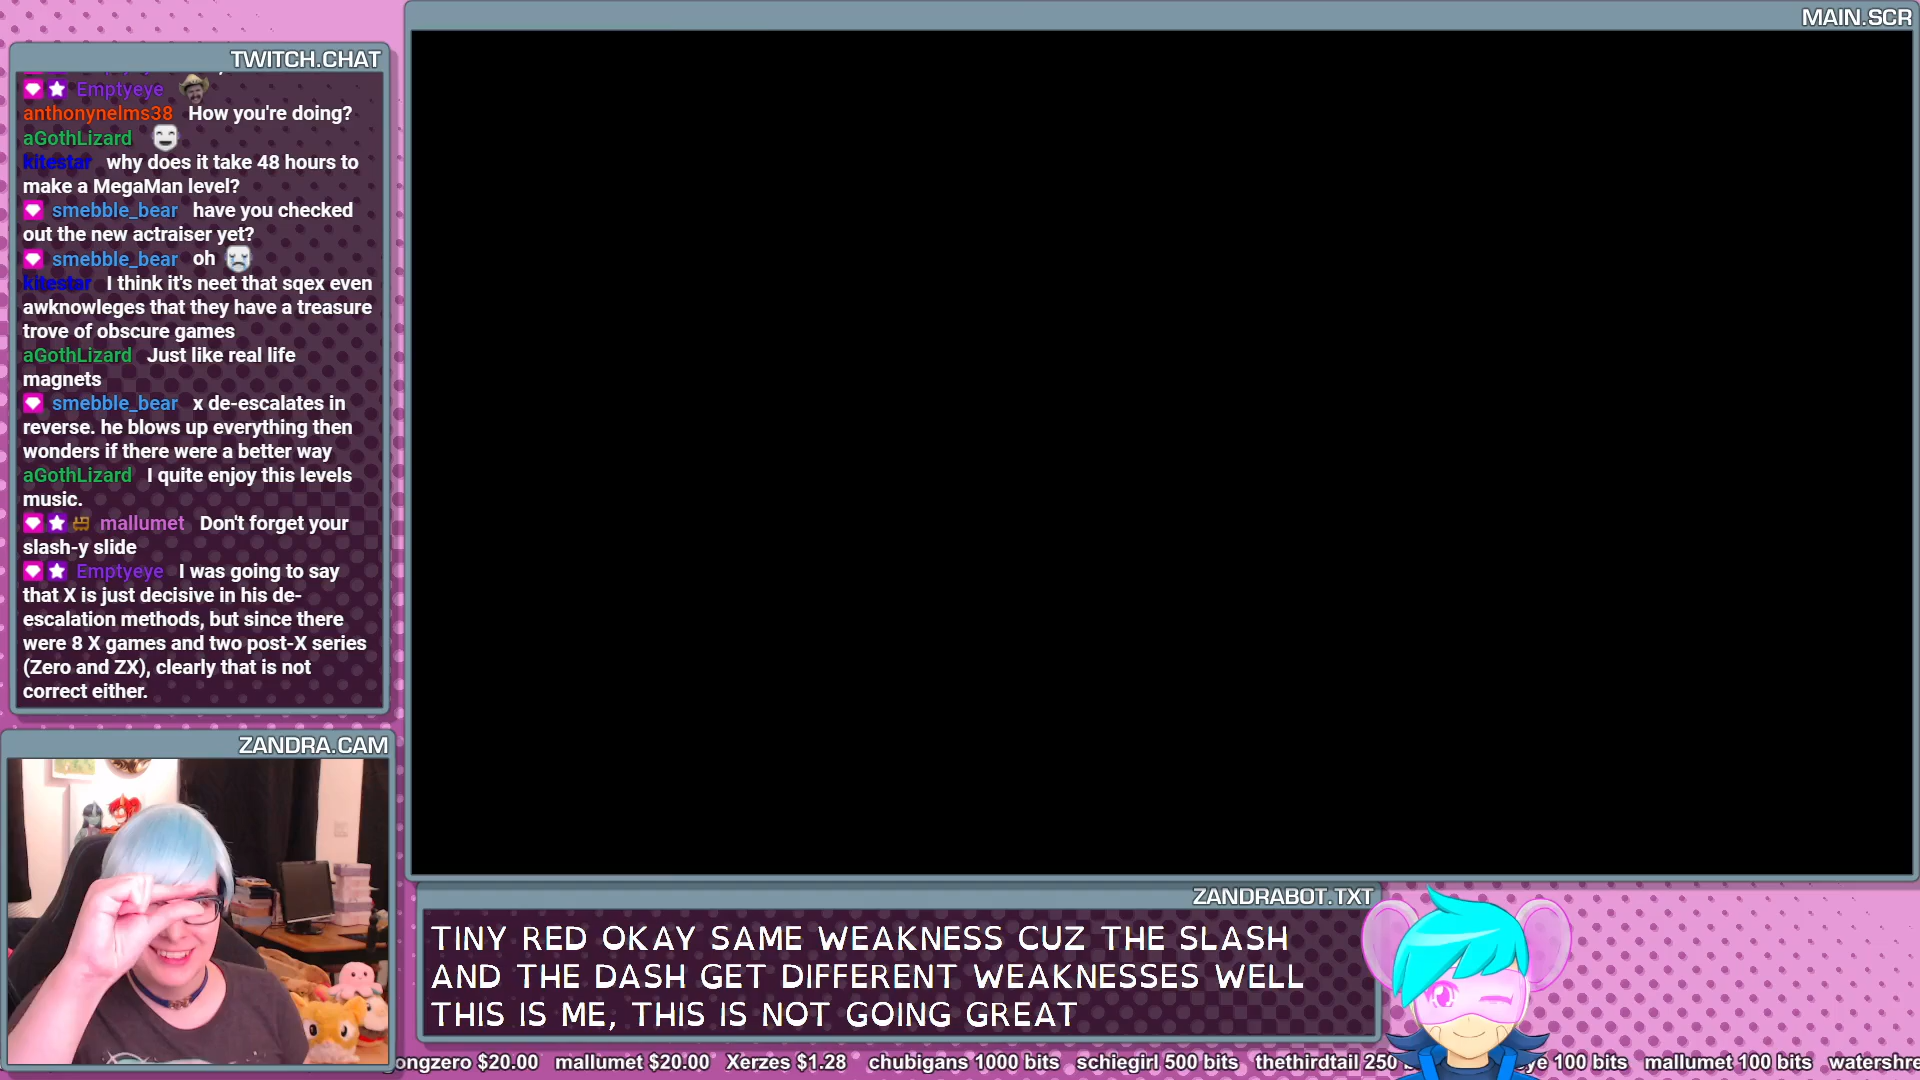 MAIN.SCR
TWITCH.CHAT
Emptyeye
anthonynelms38 How you're doing?
aGothLizard
kitestar why does it take 48 hours to
make a MegaMan level?
smebble_bear have you checked
out the new actraiser yet?
smebble_bear oh
kitestar I think it's neet that sqex even
awknowleges that they have a treasure
trove of obscure games
aGothLizard Just like real life
magnets
smebble_bear x de-escalates in
reverse. he blows up everything then
wonders if there were a better way
aGothLizard I quite enjoy this levels
music.
mallumet Don't forget your
slash-y slide
Emptyeye I was going to say
that X is just decisive in his de-
escalation methods, but since there
were 8 X games and two post-X series
(Zero and ZX), clearly that is not
correct either.
ZANDRA.CAM
ZANDRABOT.TXT
TINY RED OKAY SAME WEAKNESS CUZ THE SLASH
AND THE DASH GET DIFFERENT WEAKNESSES WELL
THIS IS ME, THIS IS NOT GOING GREAT
ongzero $20.00 mallumet $20.00 Xerzes $1.28 chubigans 1000 bits schiegirl 500 bits thethirdtail 250 ye 100 bits mallumet 100 bits watershre